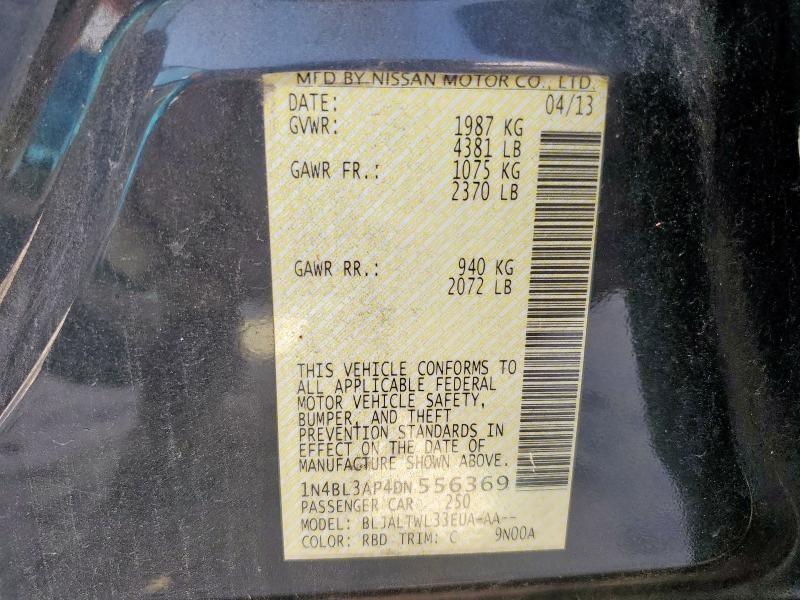 MFD BY NISSAN MOTOR CO., LTD.
DATE: 04/13
GVWR: 1987 KG
4381 LB
GAWR FR.: 1075 KG
2370 LB
GAWR RR.: 940 KG
2072 LB
THIS VEHICLE CONFORMS TO
ALL APPLICABLE FEDERAL
MOTOR VEHICLE SAFETY,
BUMPER, AND THEFT
PREVENTION STANDARDS IN
EFFECT ON THE DATE OF
MANUFACTURE SHOWN ABOVE.
1N4BL3AP4DN556369
PASSENGER CAR 250
MODEL: BLJALTWL33EUA-AA--
COLOR: RBD TRIM: C 9N00A